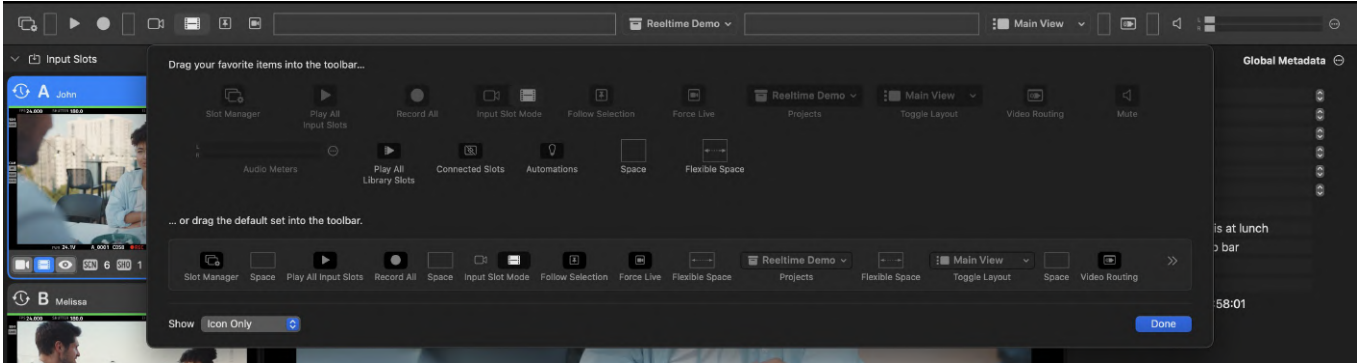 Reeltime Demo
Main View
Input Slots
Global Metadata
Drag your favorite items into the toolbar...
A John
Reeltime Demo
Main View
Slot Manager
Play All
Input Slots
Record All
Input Slot Mode
Follow Selection
Force Live
Projects
Toggle Layout
Video Routing
Mute
L
R
Audio Meters
Play All
Library Slots
Connected Slots
Automations
Space
Flexible Space
... or drag the default set into the toolbar.
is at lunch
bar
Reeltime Demo
Main View
SCN 6 SHD 1
Slot Manager
Space
Play All Input Slots
Record All
Space
Input Slot Mode
Follow Selection
Force Live
Flexible Space
Projects
Flexible Space
Toggle Layout
Space
Video Routing
B Melissa
:58:01
Show
Icon Only
Done